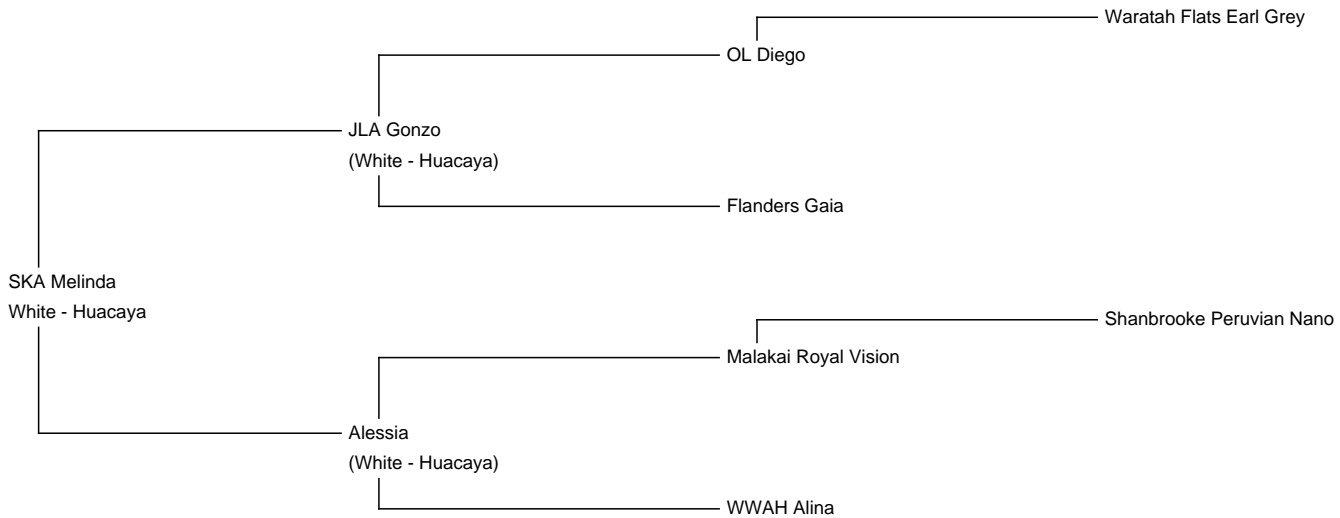 Waratah Flats Earl Grey
OL Diego
JLA Gonzo
(White - Huacaya)
Flanders Gaia
SKA Melinda
White - Huacaya
Shanbrooke Peruvian Nano
Malakai Royal Vision
Alessia
(White - Huacaya)
WWAH Alina